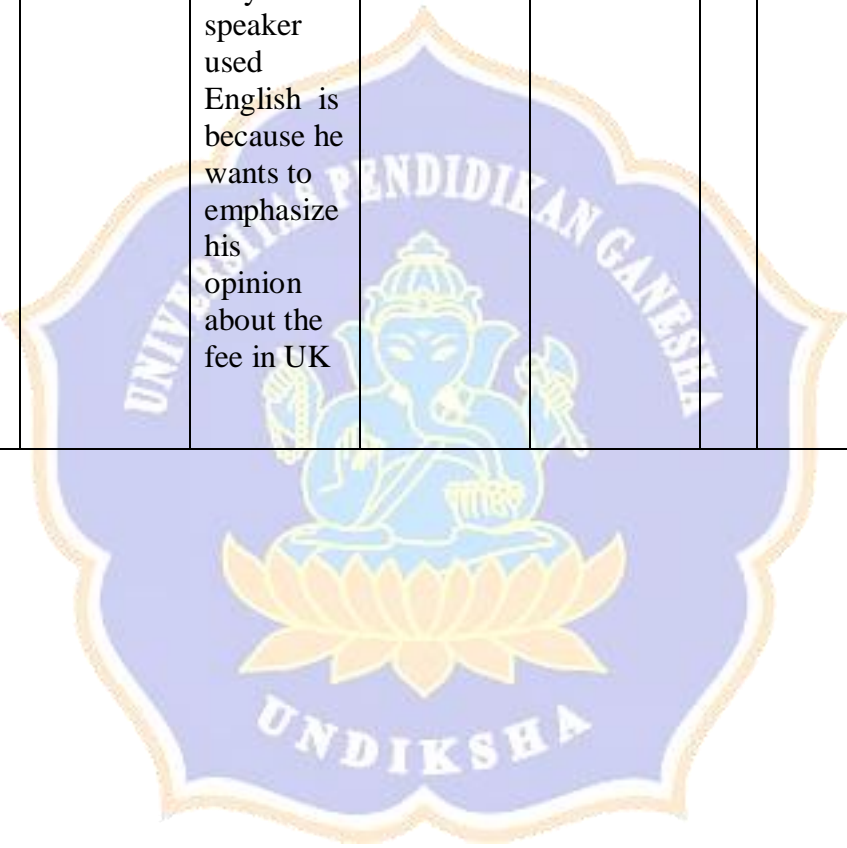 speaker
used
English is
because he
wants to
emphasize
his
opinion
about the
fee in UK
UNIVERSITAS PENDIDIKAN GANESHA
UNDIKSHA